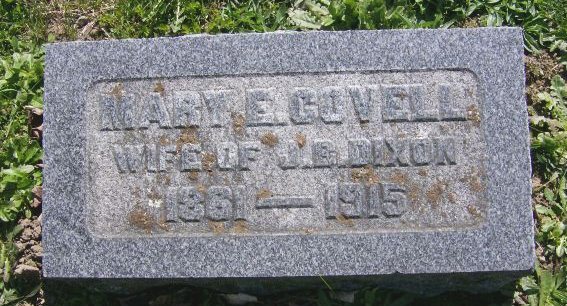 MARY E. COVELL
WIFE OF J.C. DIXON
1861 — 1915